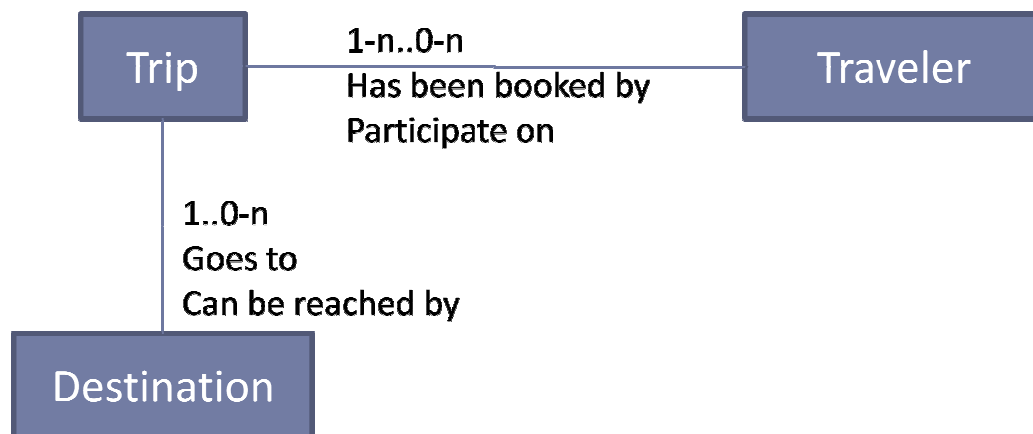 Trip
1-n..0-n
Has been booked by
Participate on
Traveler
1..0-n
Goes to
Can be reached by
Destination